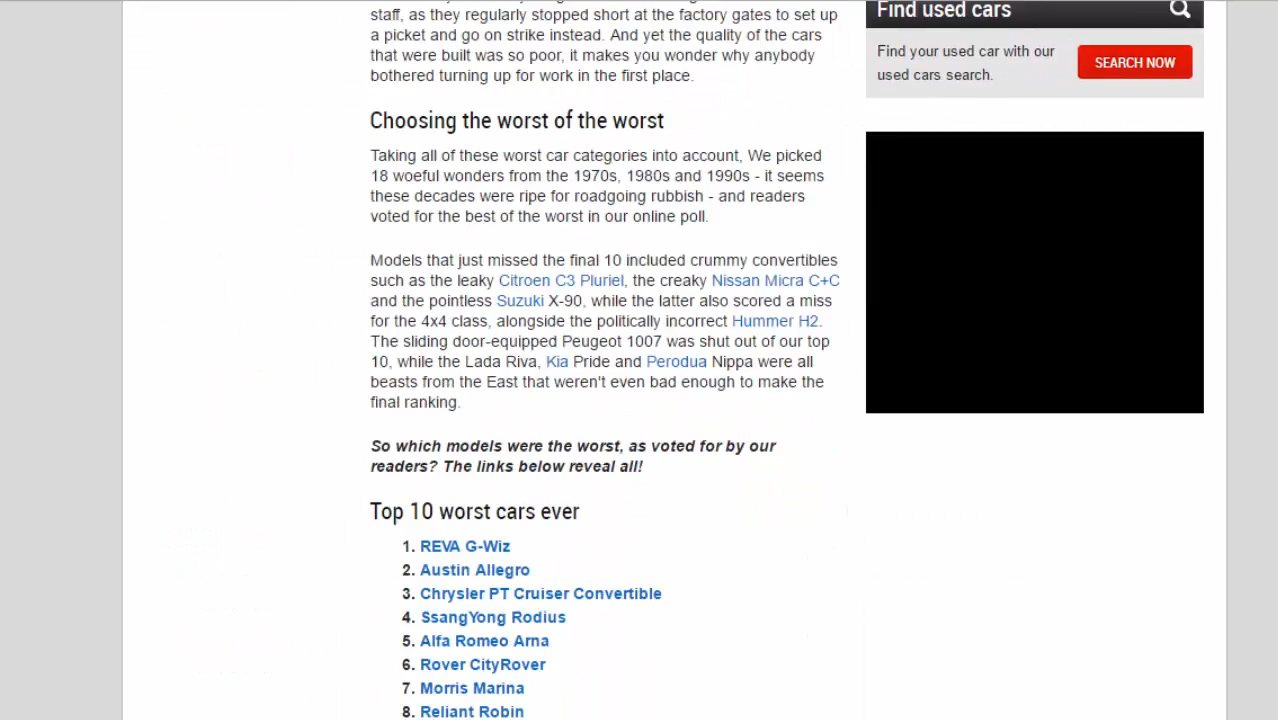 staff, as they regularly stopped short at the factory gates to set up
a picket and go on strike instead. And yet the quality of the cars
that were built was so poor, it makes you wonder why anybody
bothered turning up for work in the first place.
Choosing the worst of the worst
Taking all of these worst car categories into account, We picked
18 woeful wonders from the 1970s, 1980s and 1990s - it seems
these decades were ripe for roadgoing rubbish - and readers
voted for the best of the worst in our online poll.
Models that just missed the final 10 included crummy convertibles
such as the leaky Citroen C3 Pluriel, the creaky Nissan Micra C+C
and the pointless Suzuki X-90, while the latter also scored a miss
for the 4x4 class, alongside the politically incorrect Hummer H2.
The sliding door-equipped Peugeot 1007 was shut out of our top
10, while the Lada Riva, Kia Pride and Perodua Nippa were all
beasts from the East that weren't even bad enough to make the
final ranking.
So which models were the worst, as voted for by our
readers? The links below reveal all!
Top 10 worst cars ever
1. REVA G-Wiz
2. Austin Allegro
3. Chrysler PT Cruiser Convertible
4. SsangYong Rodius
5. Alfa Romeo Arna
6. Rover CityRover
7. Morris Marina
8. Reliant Robin
Find used cars
Find your used car with our
used cars search.
SEARCH NOW